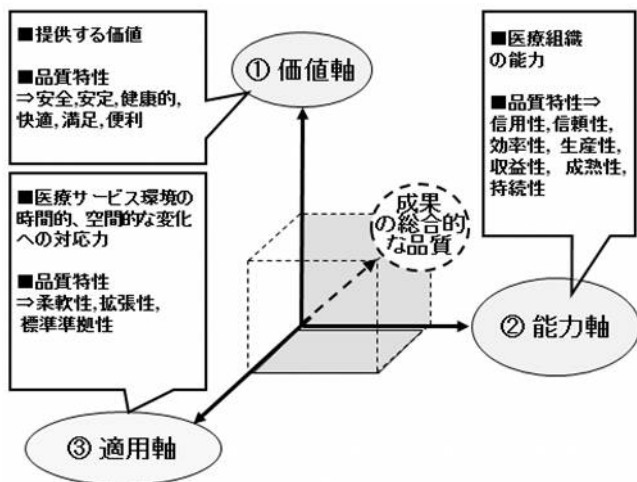 ■提供する価値
■品質特性
⇒安全,安定,健康的,
快適,満足,便利
① 価値軸
■医療組織
の能力
■品質特性⇒
信用性,信頼性,
効率性, 生産性,
収益性, 成熟性,
持続性
■医療サービス環境の
時間的、空間的な変化
への対応力
■品質特性
⇒柔軟性,拡張性,
標準準拠性
成果
の総合的
な品質
② 能力軸
③ 適用軸